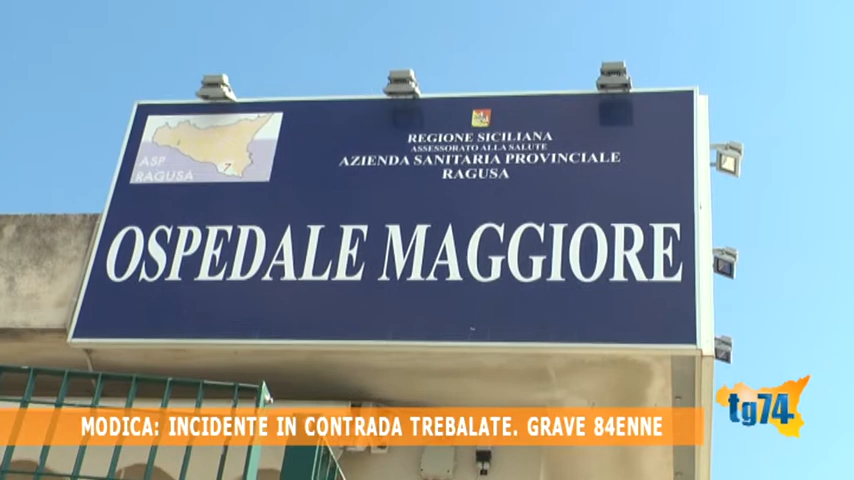 REGIONE SICILIANA
ASSESSORATO ALLA SALUTE
AZIENDA SANITARIA PROVINCIALE
RAGUSA
ASP 7
RAGUSA
OSPEDALE MAGGIORE
MODICA: INCIDENTE IN CONTRADA TREBALATE. GRAVE 84ENNE
tg74